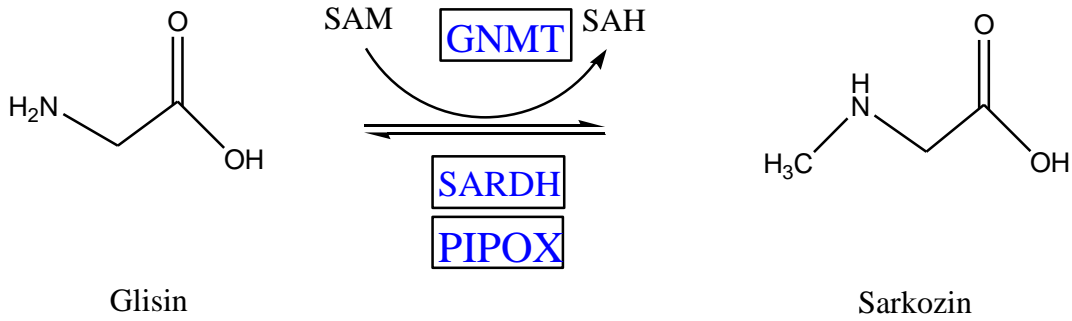 SAM GNMT SAH
O
H₂N
OH
SARDH
PIPOX
O
H
N
H₃C
OH
Glisin
Sarkozin